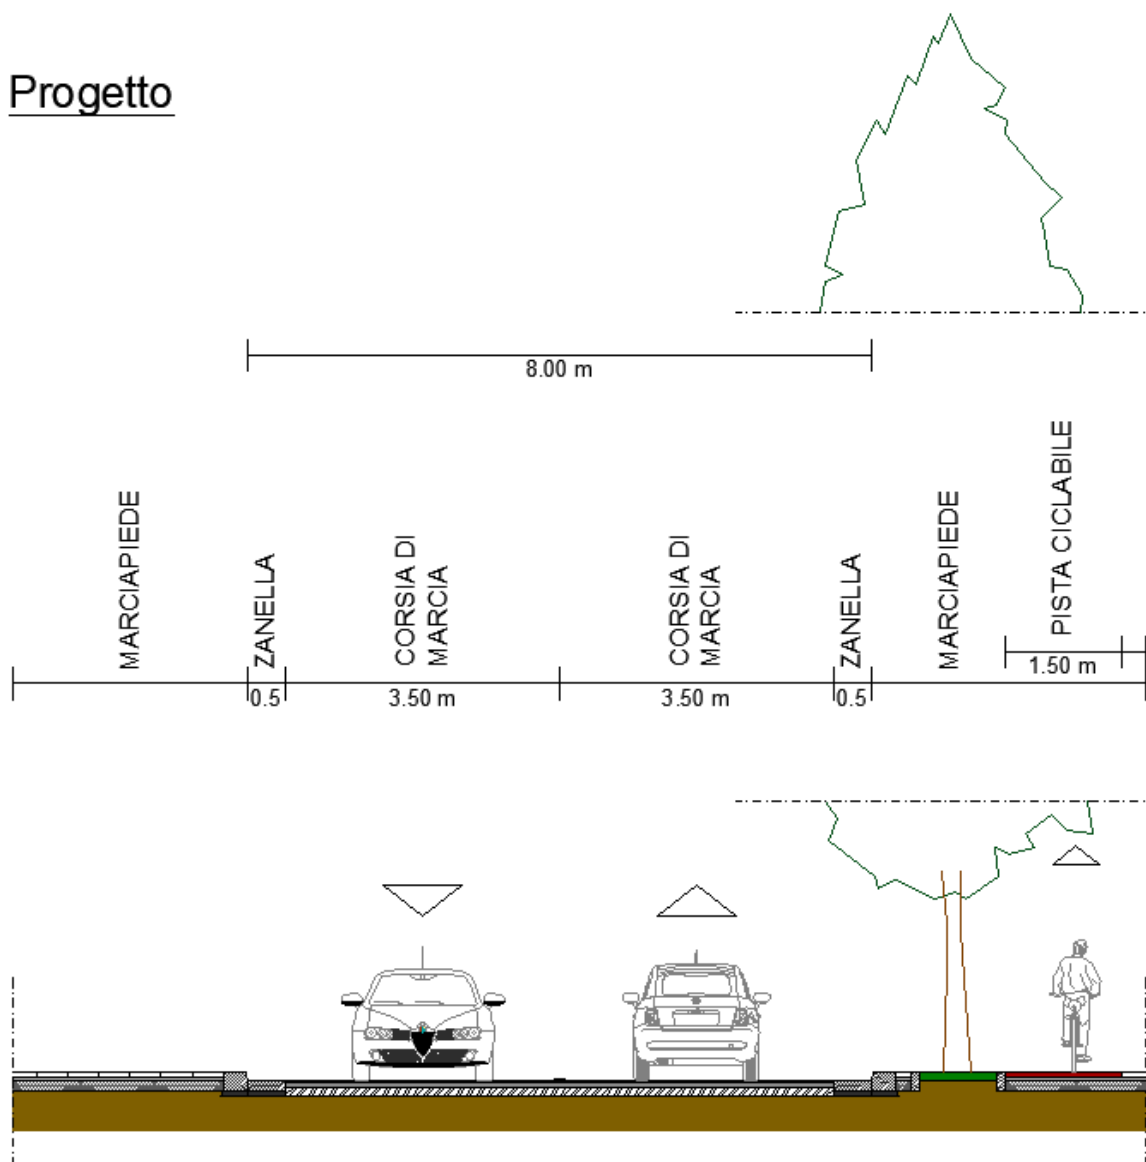 Progetto
8.00 m
MARCIAPIEDE
ZANELLA
CORSIA DI
MARCIA
CORSIA DI
MARCIA
ZANELLA
MARCIAPIEDE
PISTA CICLABILE
1.50 m
0.5
3.50 m
3.50 m
0.5